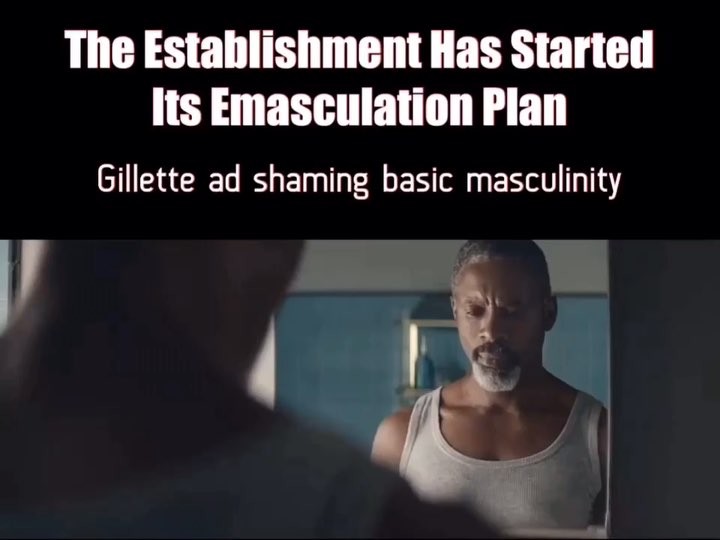 The Establishment Has Started
Its Emasculation Plan
Gillette ad shaming basic masculinity